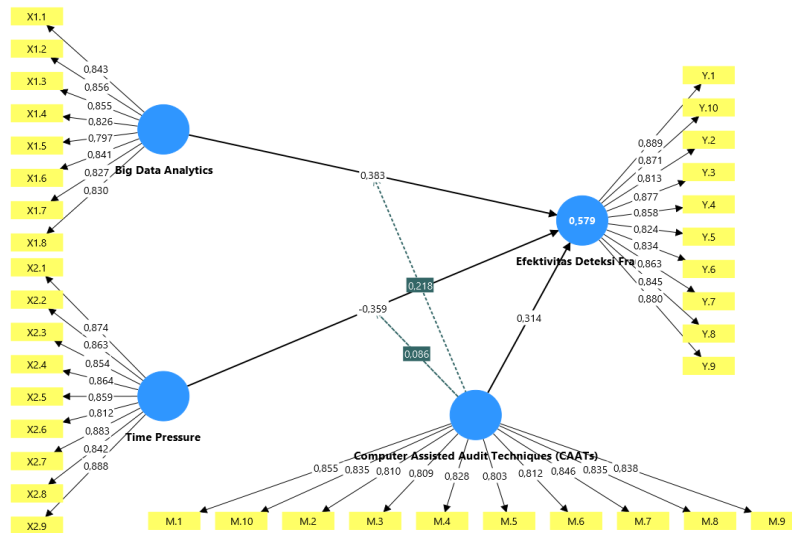 X1.1
X1.2
X1.3
X1.4
X1.5
X1.6
X1.7
X1.8
0,843
0,856
0,855
0,826
0,797
0,841
0,827
0,830
Big Data Analytics
X2.1
X2.2
X2.3
X2.4
X2.5
X2.6
X2.7
X2.8
X2.9
0,874
0,863
0,854
0,864
0,859
0,812
0,883
0,842
0,888
Time Pressure
0,383
0,218
-0,359
0,086
0,314
0,579
Efektivitas Deteksi Fra
Y.1
Y.10
Y.2
Y.3
Y.4
Y.5
Y.6
Y.7
Y.8
Y.9
0,889
0,871
0,813
0,877
0,858
0,824
0,834
0,863
0,845
0,880
Computer Assisted Audit Techniques (CAATs)
0,855
0,835
0,810
0,809
0,828
0,803
0,812
0,846
0,835
0,838
M.1
M.10
M.2
M.3
M.4
M.5
M.6
M.7
M.8
M.9